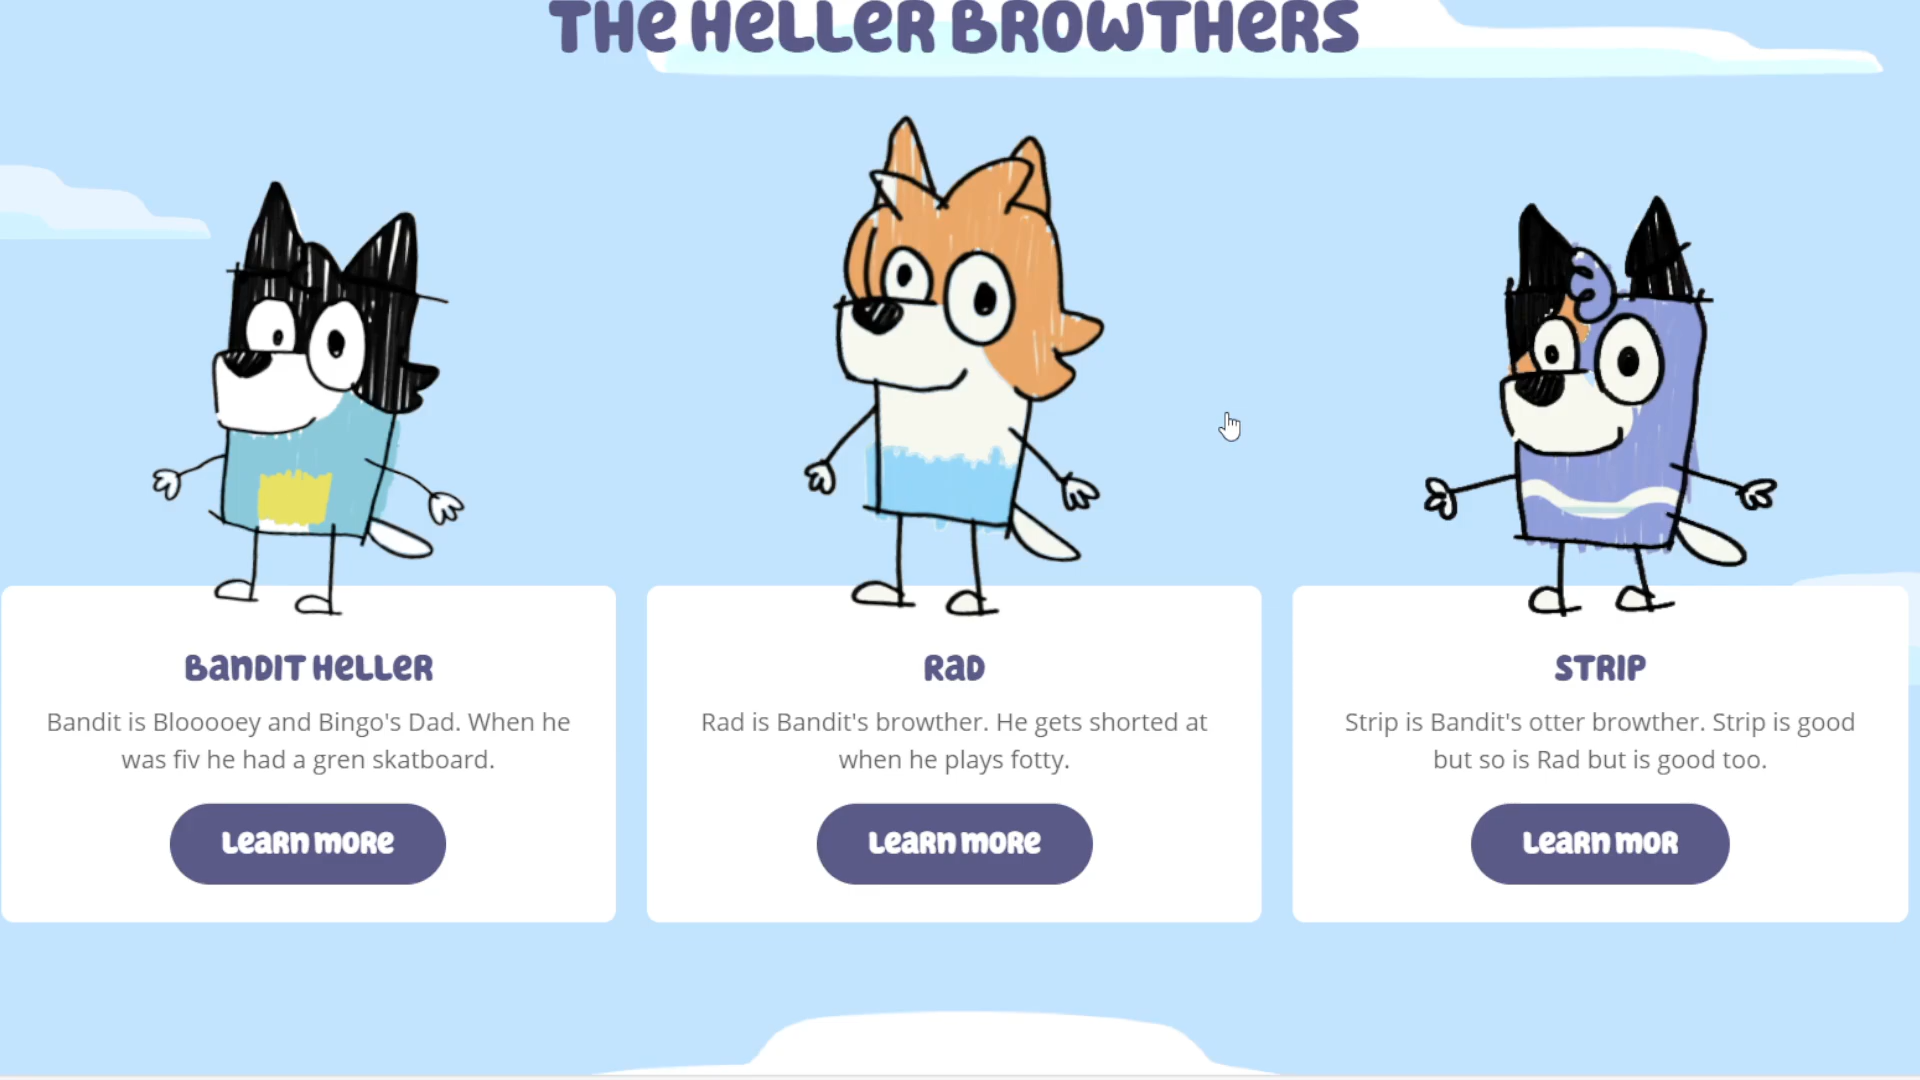 THE HELLER BROWTHERS
BANDIT HELLER
Bandit is Blooooey and Bingo's Dad. When he
was fiv he had a gren skatboard.
LEARN MORE
RAD
Rad is Bandit's browther. He gets shorted at
when he plays fotty.
LEARN MORE
STRIP
Strip is Bandit's otter browther. Strip is good
but so is Rad but is good too.
LEARN MOR